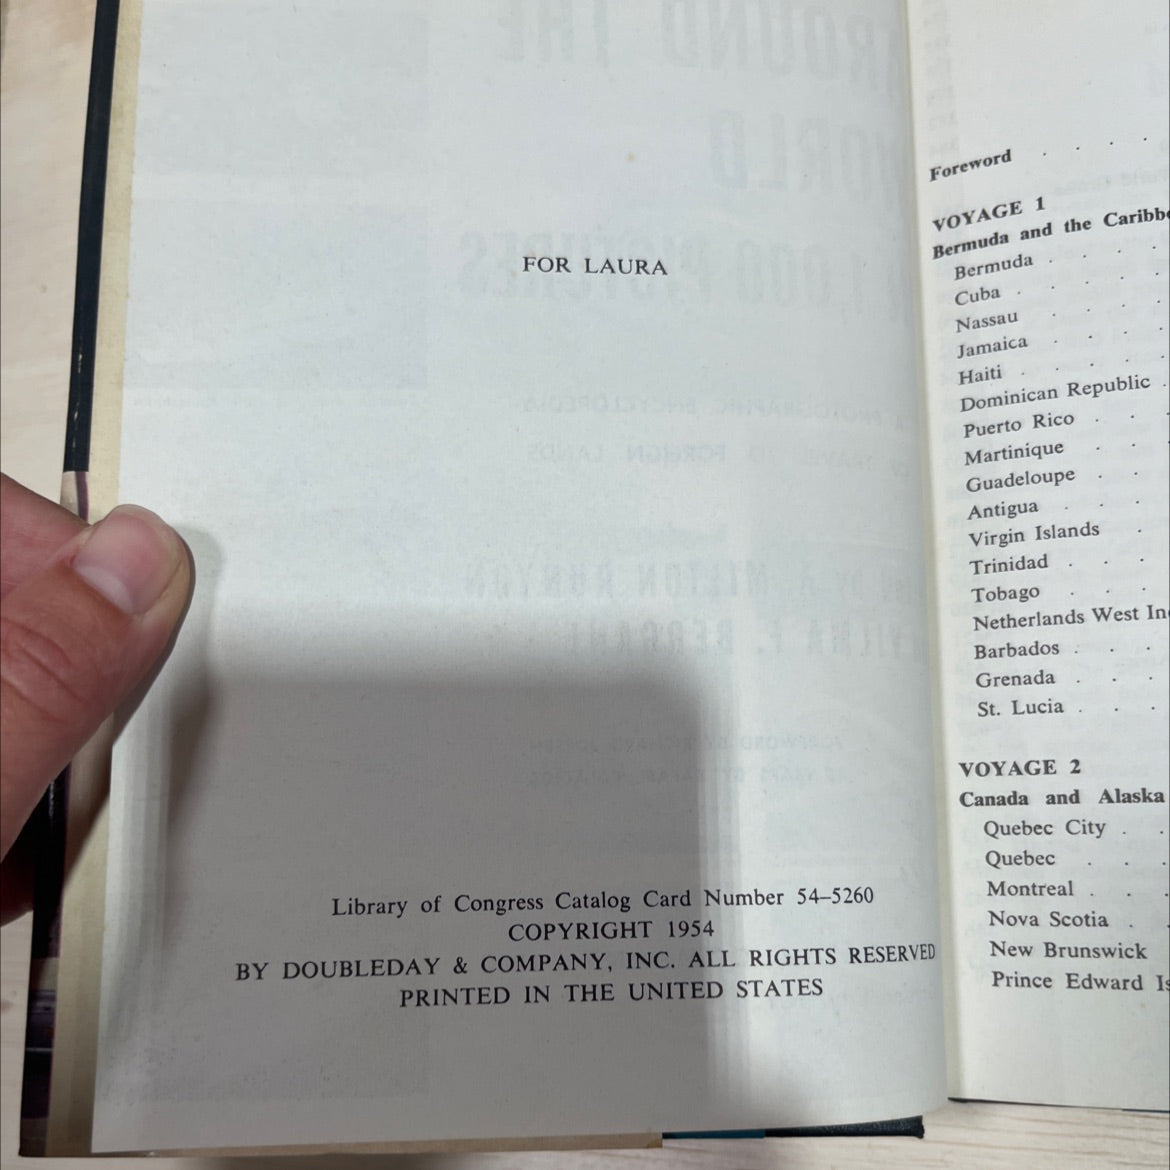 FOR LAURA
Library of Congress Catalog Card Number 54–5260
COPYRIGHT 1954
BY DOUBLEDAY & COMPANY, INC. ALL RIGHTS RESERVED
PRINTED IN THE UNITED STATES
Foreword . . . .
VOYAGE 1
Bermuda and the
Bermuda . . . .
Cuba . . . . .
Nassau . . . .
Jamaica . . . .
Haiti . . . . .
Dominican Republic .
Puerto Rico . . .
Martinique . . .
Guadeloupe . . .
Antigua . . . .
Virgin Islands .
Trinidad . . .
Tobago . . .
Netherlands West
Barbados . . .
Grenada . . .
St. Lucia . . .
VOYAGE 2
Canada and Alaska
Quebec City . .
Quebec . . .
Montreal . . .
Nova Scotia . .
New Brunswick
Prince Edward